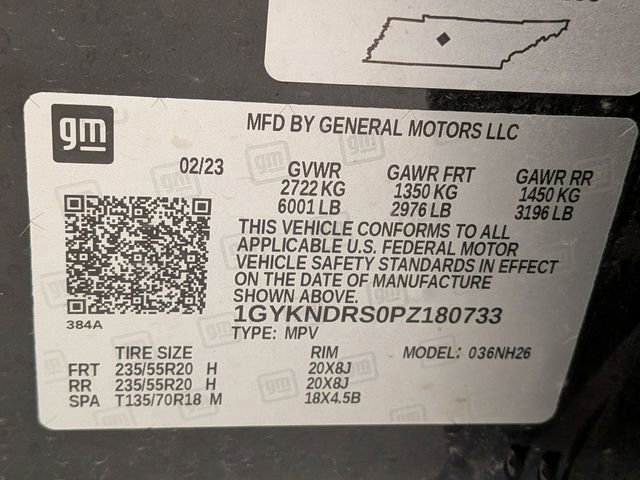 gm
MFD BY GENERAL MOTORS LLC
02/23 GVWR GAWR FRT GAWR RR
2722 KG 1350 KG 1450 KG
6001 LB 2976 LB 3196 LB
THIS VEHICLE CONFORMS TO ALL
APPLICABLE U.S. FEDERAL MOTOR
VEHICLE SAFETY STANDARDS IN EFFECT
ON THE DATE OF MANUFACTURE
SHOWN ABOVE.
384A
1GYKNDRS0PZ180733
TYPE: MPV
TIRE SIZE RIM MODEL: 036NH26
FRT 235/55R20 H 20X8J
RR 235/55R20 H 20X8J
SPA T135/70R18 M 18X4.5B